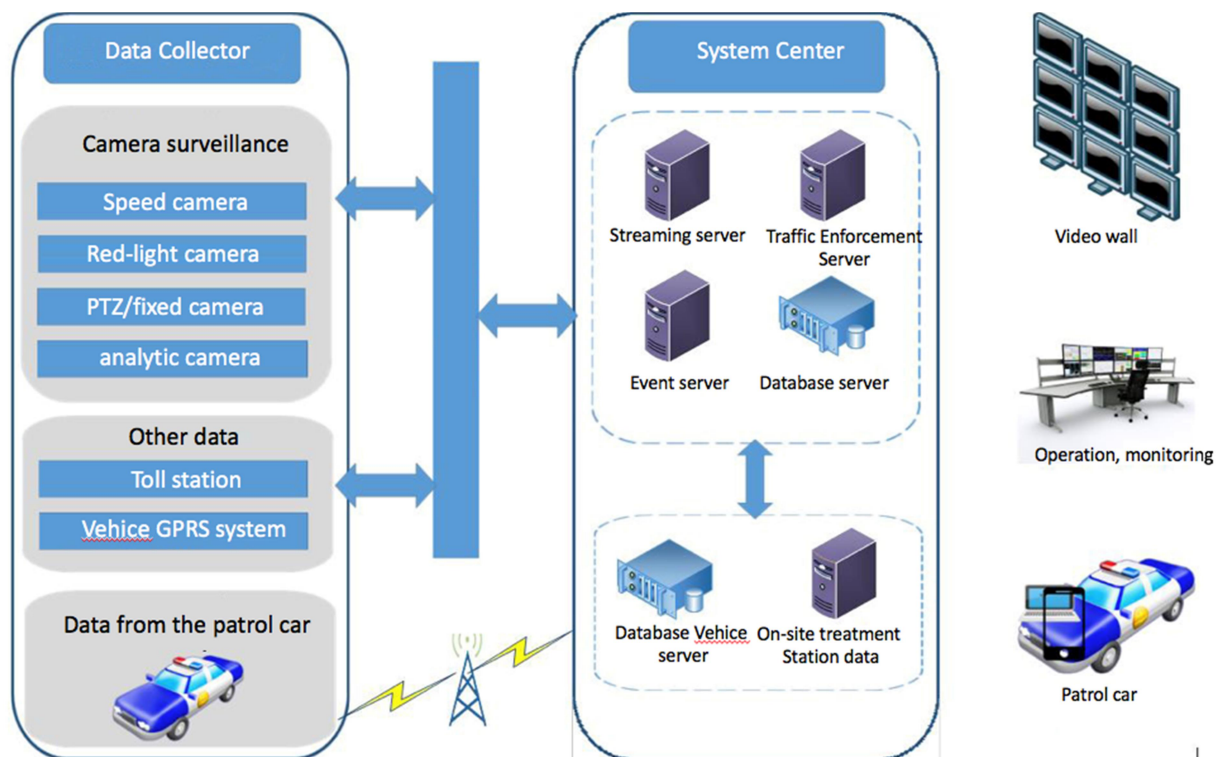 Data Collector
Camera surveillance
Speed camera
Red-light camera
PTZ/fixed camera
analytic camera
Other data
Toll station
Vehice GPRS system
Data from the patrol car
System Center
Streaming server
Traffic Enforcement
Server
Event server
Database server
Database Vehice
server
On-site treatment
Station data
Video wall
Operation, monitoring
Patrol car